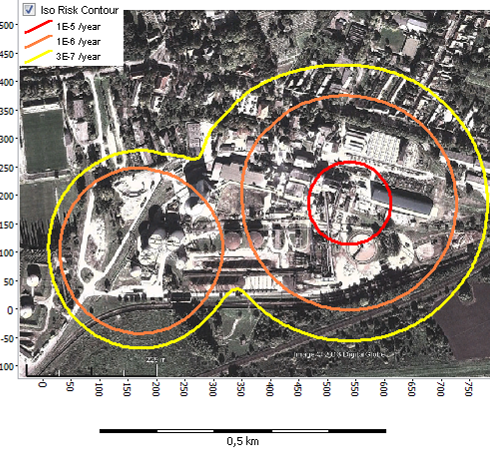 Iso Risk Contour
1E-5 /year
1E-6 /year
3E-7 /year
500
450
400
350
300
250
200
150
100
50
0
-50
100
0 50 100 150 200 250 300 350 400 450 500 550 600 650 700 750
Image © DigitalGlobe
0,5 km